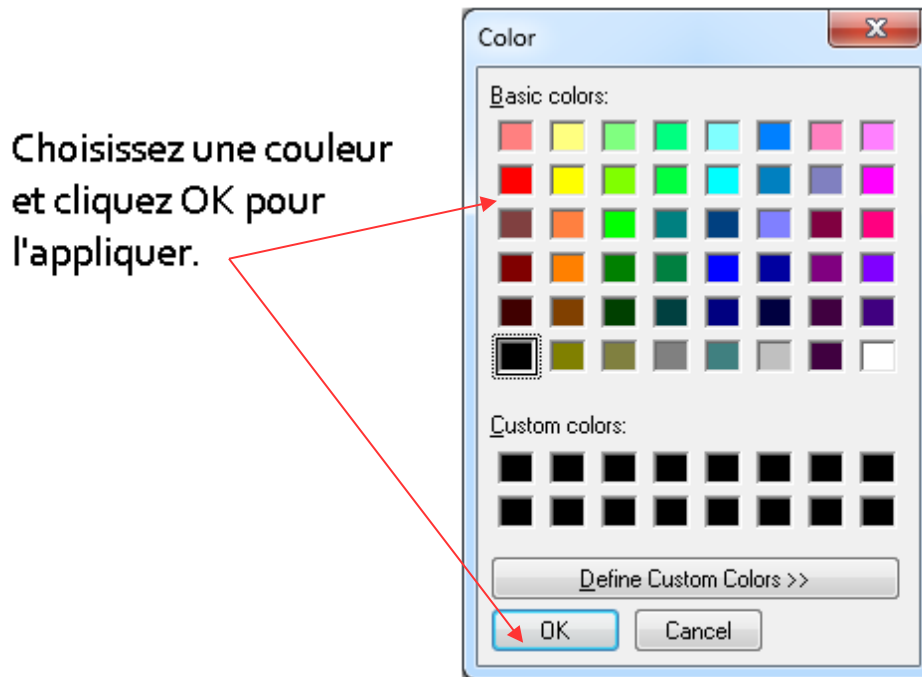 Color
Basic colors:
Choisissez une couleur
et cliquez OK pour
l'appliquer.
Custom colors:
Define Custom Colors >>
OK
Cancel